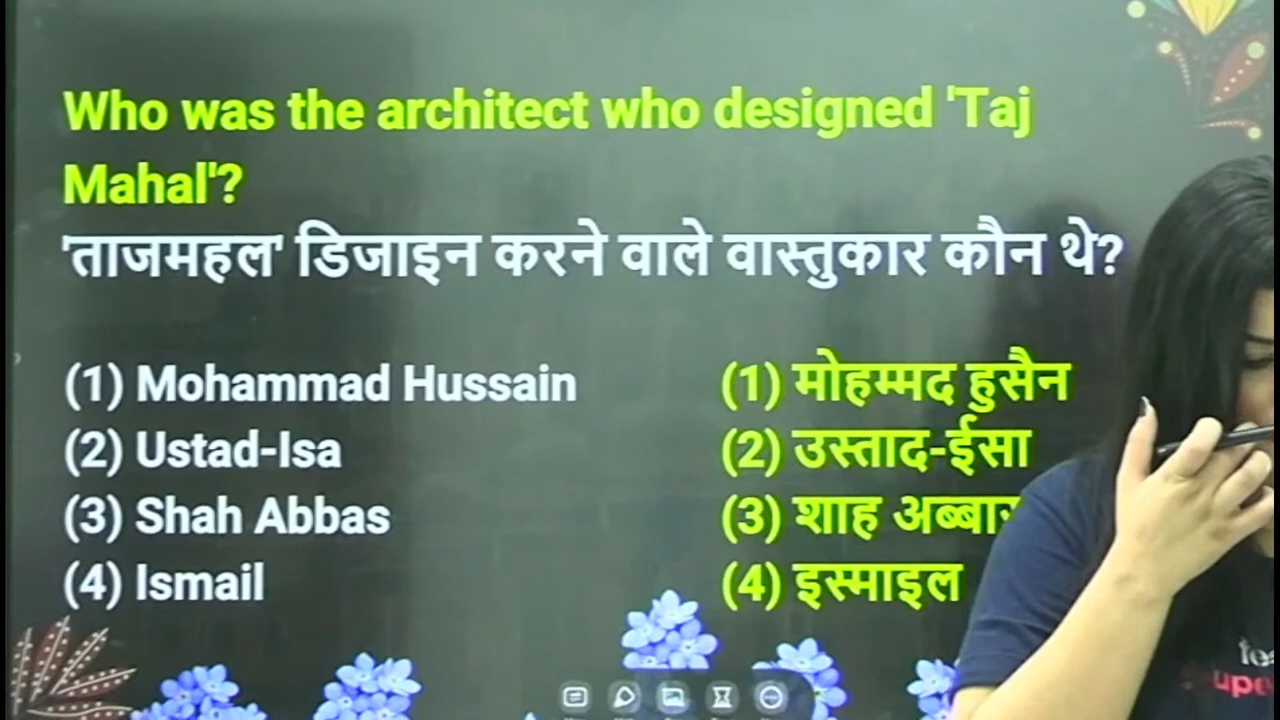 Who was the architect who designed 'Taj
Mahal'?
'ताजमहल' डिजाइन करने वाले वास्तुकार कौन थे?
(1) Mohammad Hussain
(2) Ustad-Isa
(3) Shah Abbas
(4) Ismail
(1) मोहम्मद हुसैन
(2) उस्ताद-ईसा
(3) शाह
(4) इस्माइल